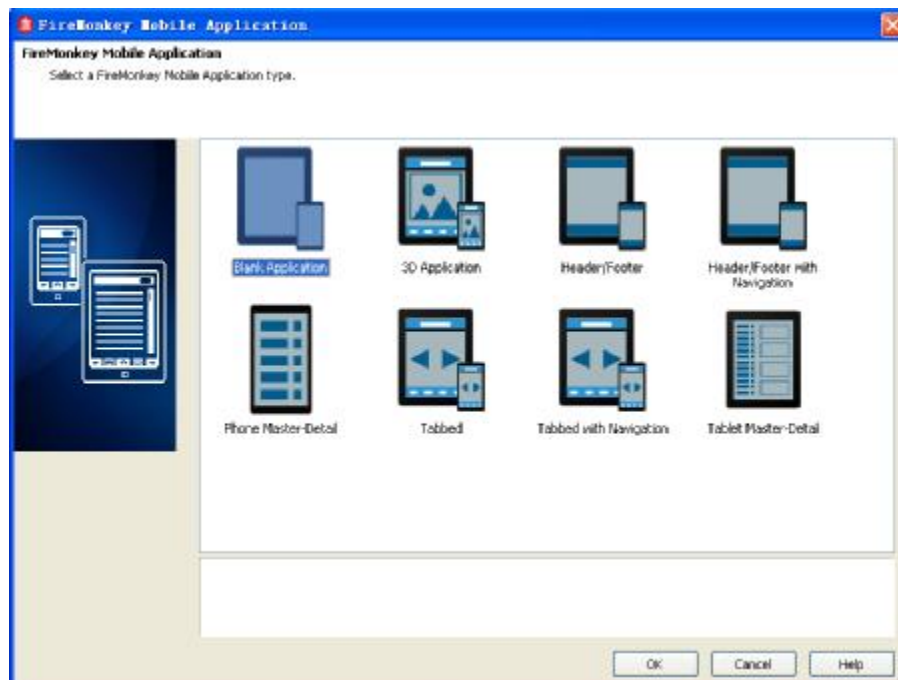 FireMonkey Mobile Application
FireMonkey Mobile Application
Select a FireMonkey Mobile Application type.
Blank Application
3D Application
Header/Footer
Header/Footer with
Navigation
Phone Master-Detail
Tabbed
Tabbed with Navigation
Tablet Master-Detail
OK
Cancel
Help